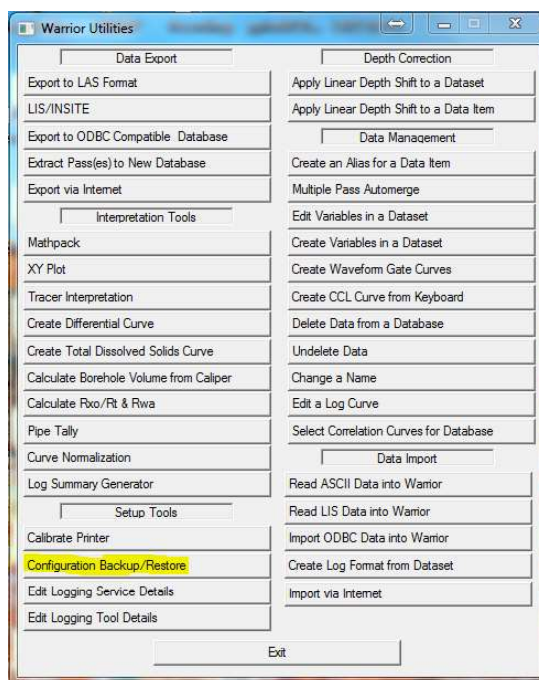 Warrior Utilities
Data Export
Export to LAS Format
LIS/INSITE
Export to ODBC Compatible Database
Extract Pass(es) to New Database
Export via Internet
Interpretation Tools
Mathpack
XY Plot
Tracer Interpretation
Create Differential Curve
Create Total Dissolved Solids Curve
Calculate Borehole Volume from Caliper
Calculate Rxo/Rt & Rwa
Pipe Tally
Curve Normalization
Log Summary Generator
Setup Tools
Calibrate Printer
Configuration Backup/Restore
Edit Logging Service Details
Edit Logging Tool Details
Depth Correction
Apply Linear Depth Shift to a Dataset
Apply Linear Depth Shift to a Data Item
Data Management
Create an Alias for a Data Item
Multiple Pass Automerge
Edit Variables in a Dataset
Create Variables in a Dataset
Create Waveform Gate Curves
Create CCL Curve from Keyboard
Delete Data from a Database
Undelete Data
Change a Name
Edit a Log Curve
Select Correlation Curves for Database
Data Import
Read ASCII Data into Warrior
Read LIS Data into Warrior
Import ODBC Data into Warrior
Create Log Format from Dataset
Import via Internet
Exit